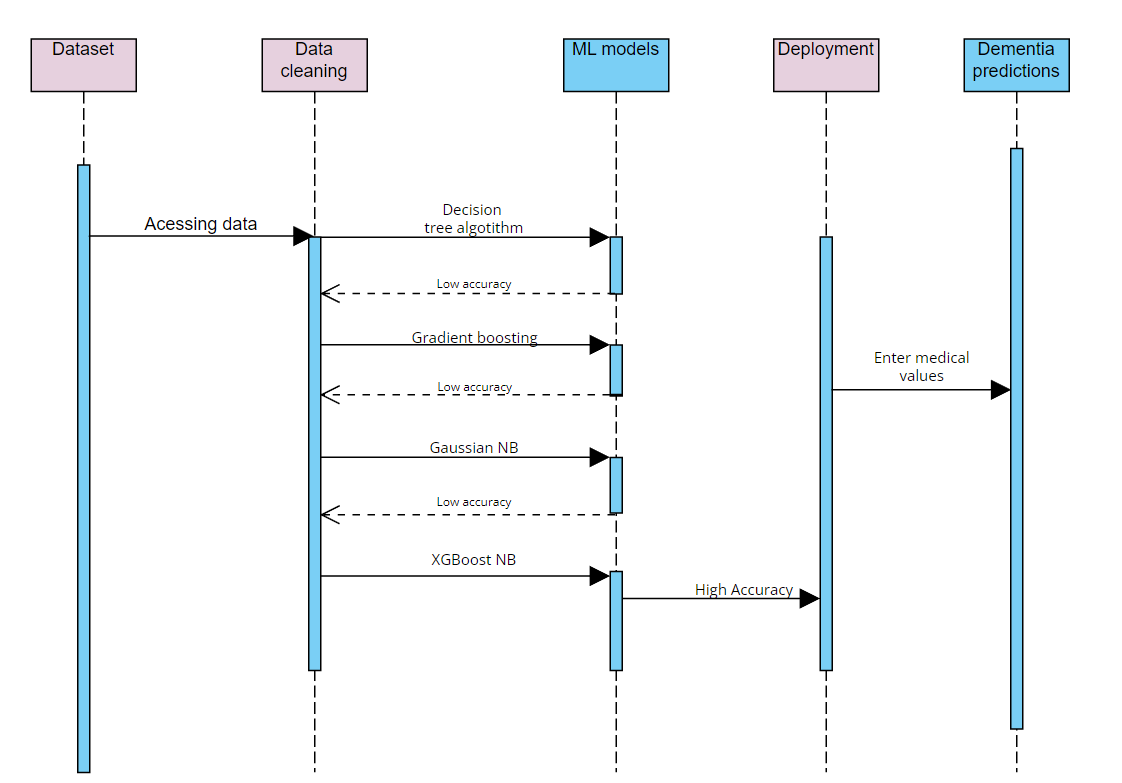 Dataset
Data
cleaning
ML models
Deployment
Dementia
predictions
Acessing data
Decision
tree algotithm
Low accuracy
Gradient boosting
Enter medical
values
Low accuracy
Gaussian NB
Low accuracy
XGBoost NB
High Accuracy